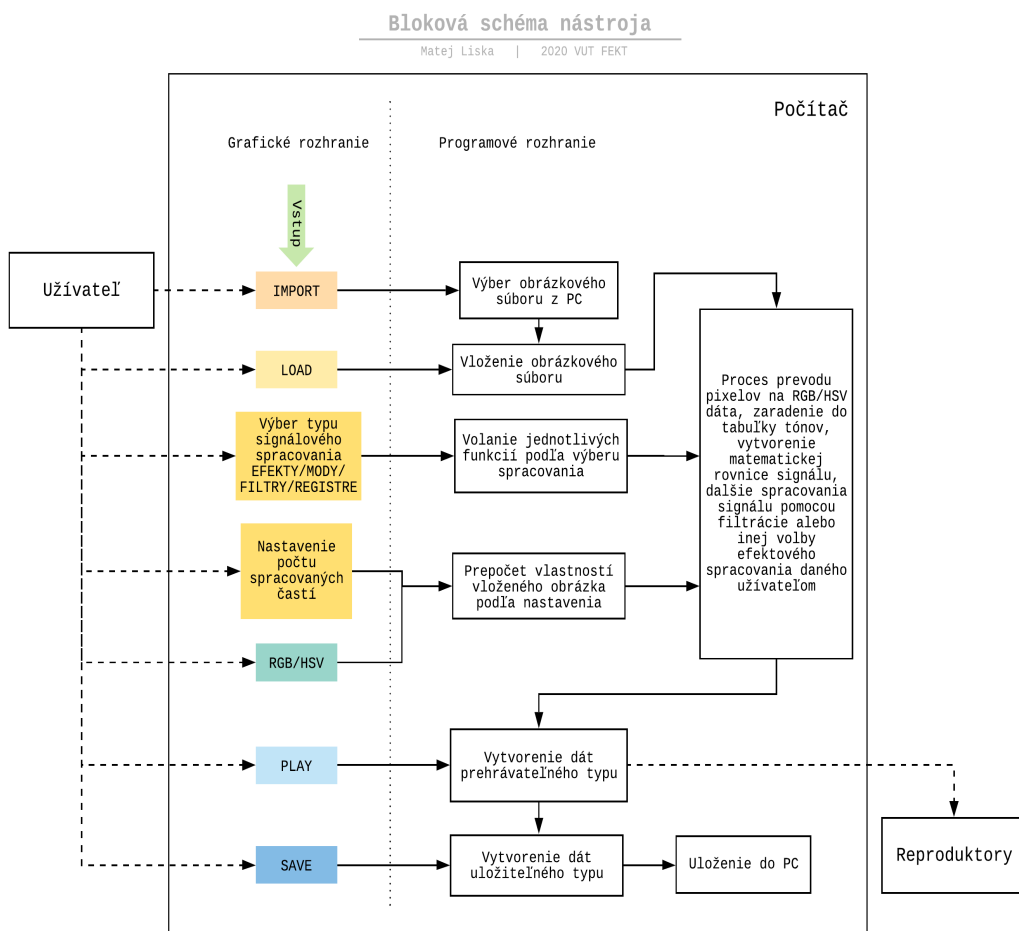 Bloková schéma nástroja
Matej Liska | 2020 VUT FEKT
Počítač
Grafické rozhranie
Programové rozhranie
Vstup
Užívateľ
IMPORT
Výber obrázkového
súboru z PC
LOAD
Vloženie obrázkového
súboru
Výber typu
signálového
spracovania
EFEKTY/MODY/
FILTRY/REGISTRE
Volanie jednotlivých
funkcií podľa výberu
spracovania
Proces prevodu
pixelov na RGB/HSV
dáta, zaradenie do
tabuľky tónov,
vytvorenie
matematickej
rovnice signálu,
dalšie spracovania
signálu pomocou
filtrácie alebo
inej volby
efektového
spracovania daného
užívateľom
Nastavenie
počtu
spracovaných
častí
Prepočet vlastností
vloženého obrázka
podľa nastavenia
RGB/HSV
PLAY
Vytvorenie dát
prehrávateľného typu
Reproduktory
SAVE
Vytvorenie dát
uložiteľného typu
Uloženie do PC